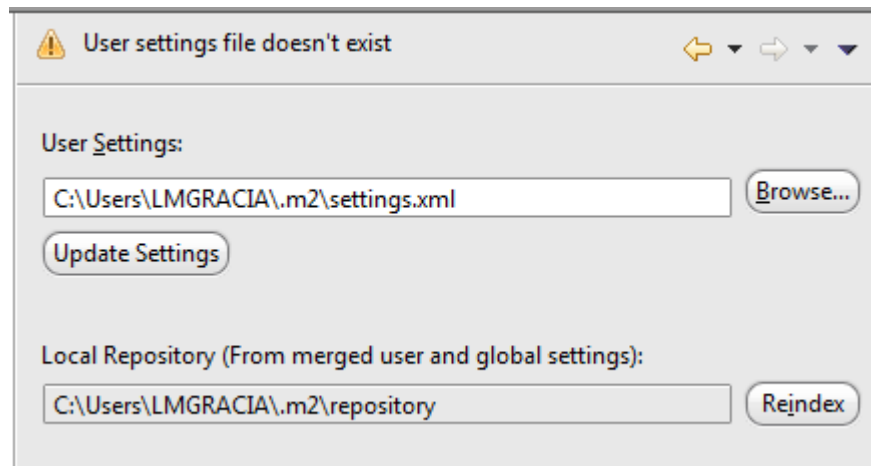 User settings file doesn't exist
User Settings:
C:\Users\LMGRACIA\.m2\settings.xml
Browse...
Update Settings
Local Repository (From merged user and global settings):
C:\Users\LMGRACIA\.m2\repository
Reindex